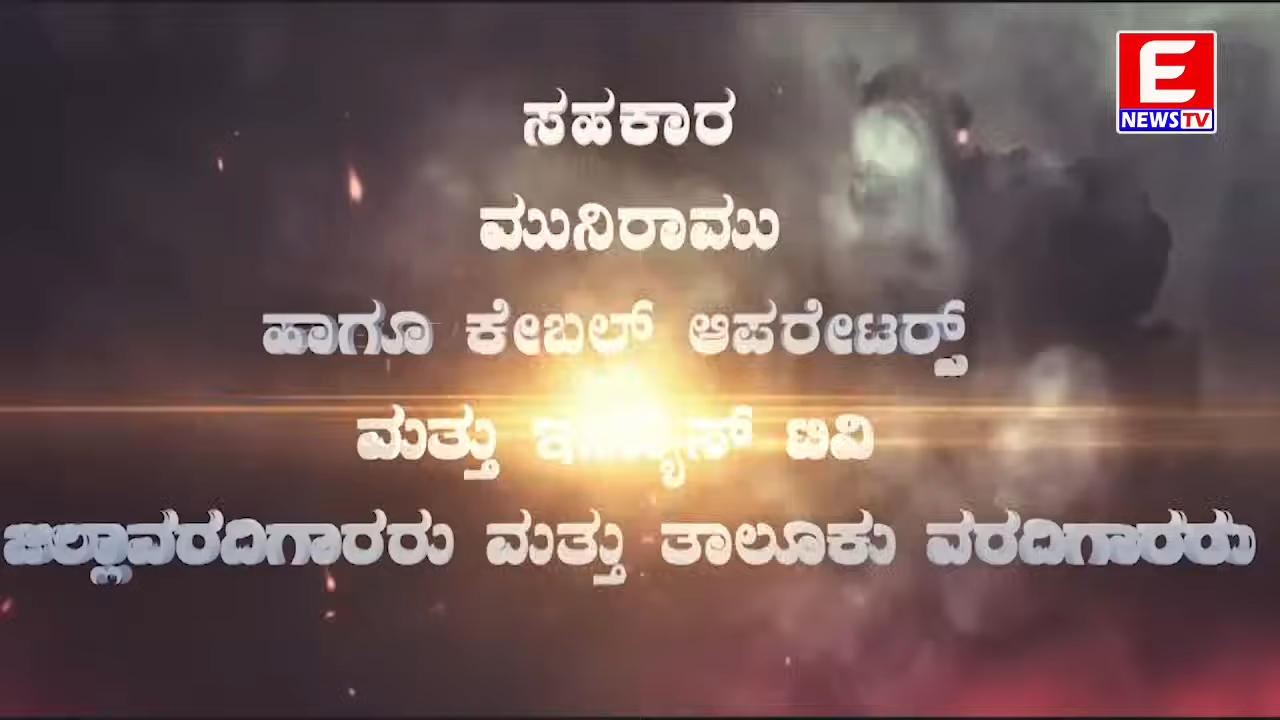 ಸಹಕಾರ
ಮುನಿರಾಮು
ಹಾಗೂ ಕೇಬಲ್ ಆಪರೇಟರ್ಸ್
ಮತ್ತು ಟಿವಿ
ಜಿಲ್ಲಾವರದಿಗಾರರು ಮತ್ತು ತಾಲೂಕು ವರದಿಗಾರರು
E
NEWS TV